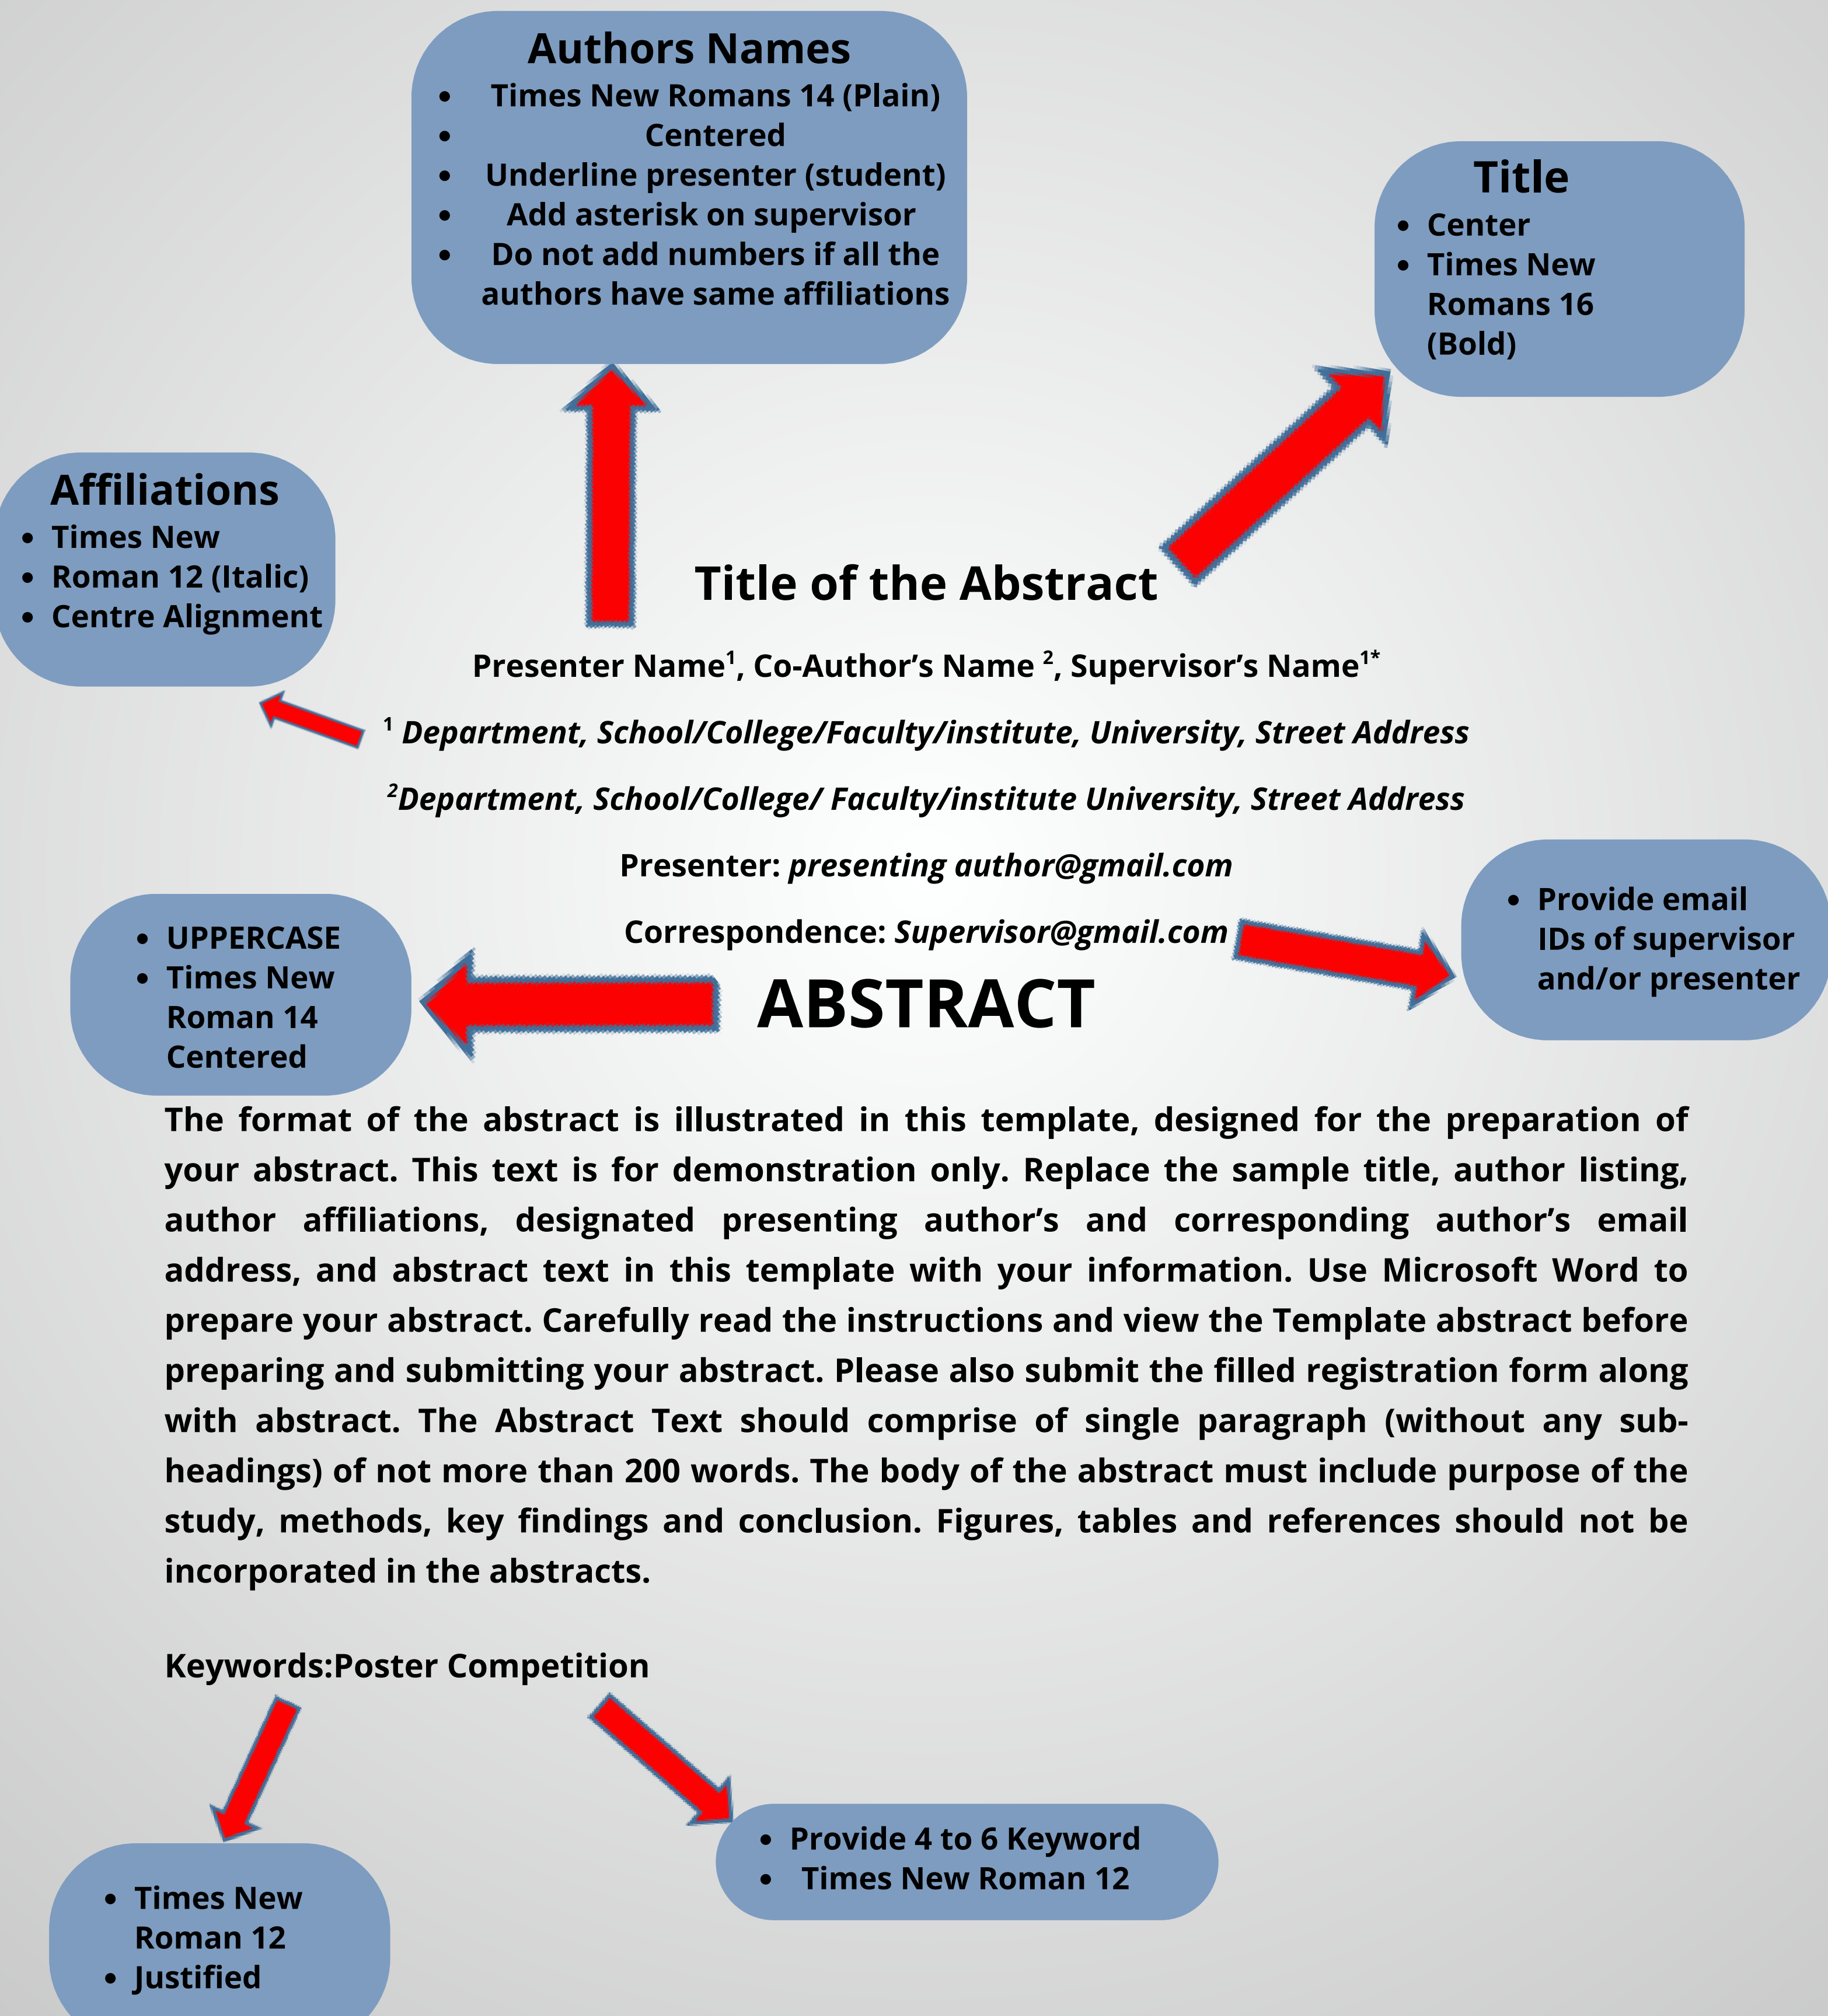 Authors Names
• Times New Romans 14 (Plain)
• Centered
• Underline presenter (student)
• Add asterisk on supervisor
• Do not add numbers if all the
authors have same affiliations
Title
• Center
• Times New
Romans 16
(Bold)
Affiliations
• Times New
• Roman 12 (Italic)
• Centre Alignment
Title of the Abstract
Presenter Name¹, Co-Author’s Name ², Supervisor’s Name¹*
¹ Department, School/College/Faculty/institute, University, Street Address
²Department, School/College/ Faculty/institute University, Street Address
Presenter: presenting author@gmail.com
Correspondence: Supervisor@gmail.com
• Provide email
IDs of supervisor
and/or presenter
• UPPERCASE
• Times New
Roman 14
Centered
ABSTRACT
The format of the abstract is illustrated in this template, designed for the preparation of
your abstract. This text is for demonstration only. Replace the sample title, author listing,
author affiliations, designated presenting author’s and corresponding author’s email
address, and abstract text in this template with your information. Use Microsoft Word to
prepare your abstract. Carefully read the instructions and view the Template abstract before
preparing and submitting your abstract. Please also submit the filled registration form along
with abstract. The Abstract Text should comprise of single paragraph (without any sub-
headings) of not more than 200 words. The body of the abstract must include purpose of the
study, methods, key findings and conclusion. Figures, tables and references should not be
incorporated in the abstracts.
Keywords:Poster Competition
• Provide 4 to 6 Keyword
• Times New Roman 12
• Times New
Roman 12
• Justified